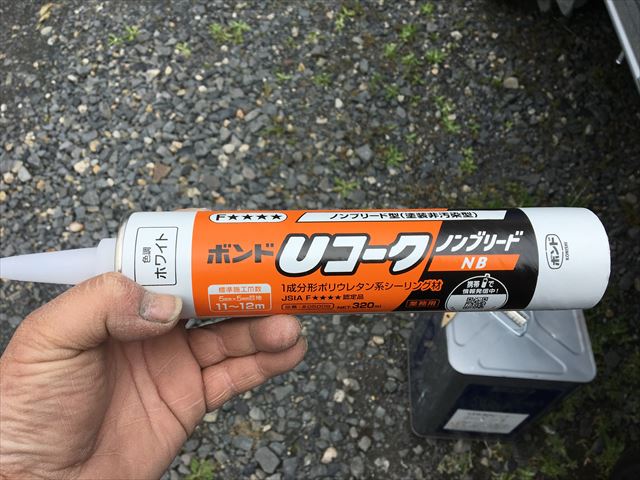 F★★★★
ノンブリード型(塗装非汚染型)
色調
ホワイト
ボンド
Uコーク
ノンブリード
NB
ボンド
KONISHI
標準施工m数
5mm×5mm目地
11〜12m
1成分形ポリウレタン系シーリング材
JSIA F★★★★ 認定品
NET 320ml
業務用
携帯で
情報発信中!